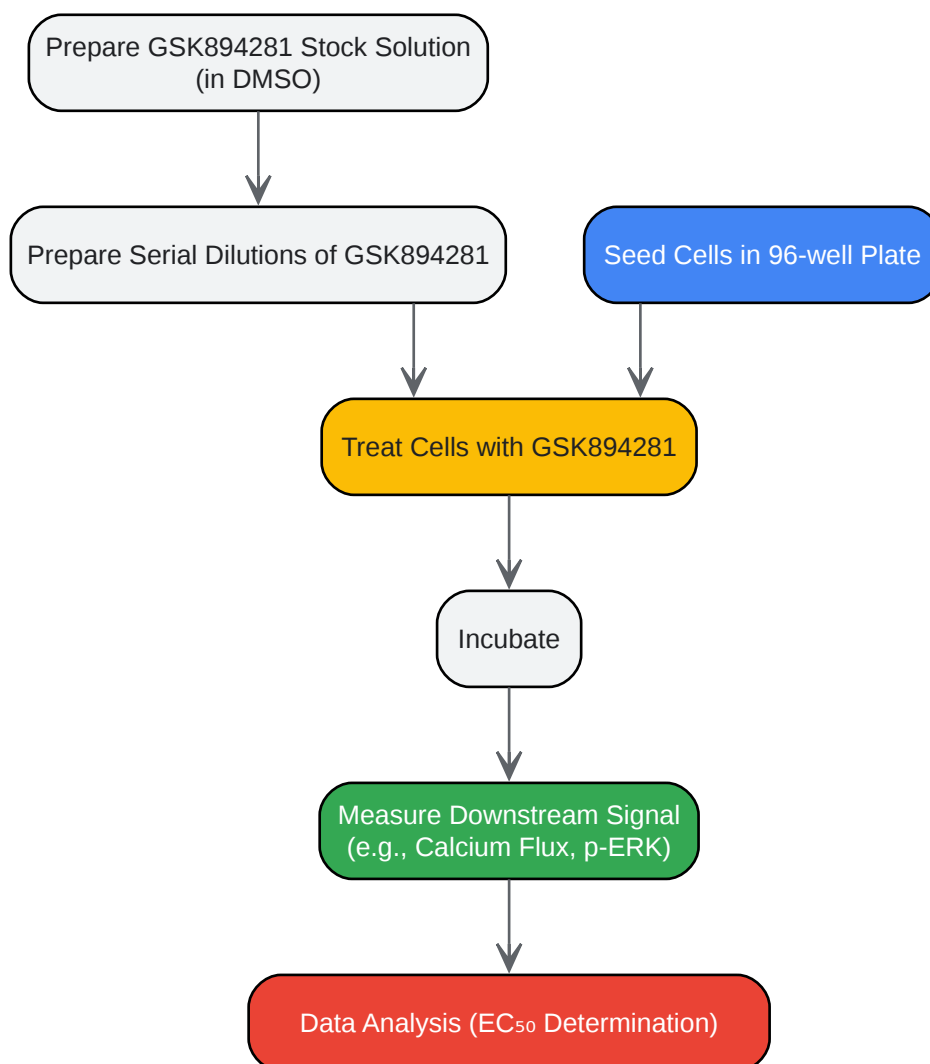 Prepare GSK894281 Stock Solution
(in DMSO)
Prepare Serial Dilutions of GSK894281
Seed Cells in 96-well Plate
Treat Cells with GSK894281
Incubate
Measure Downstream Signal
(e.g., Calcium Flux, p-ERK)
Data Analysis (EC₅₀ Determination)